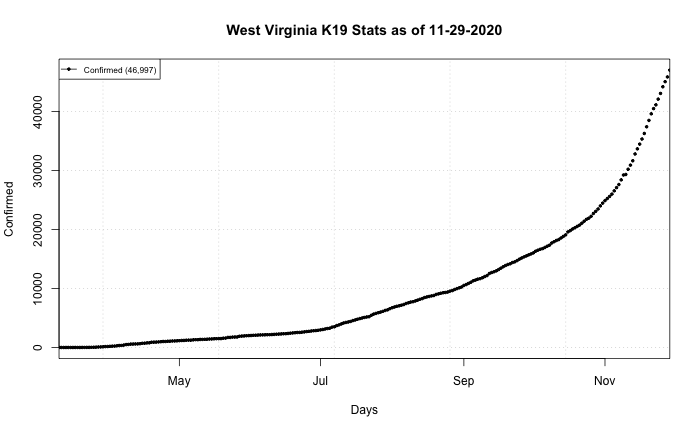 West Virginia K19 Stats as of 11-29-2020
Confirmed (46,997)
Confirmed
40000
30000
20000
10000
0
May Jul Sep Nov
Days